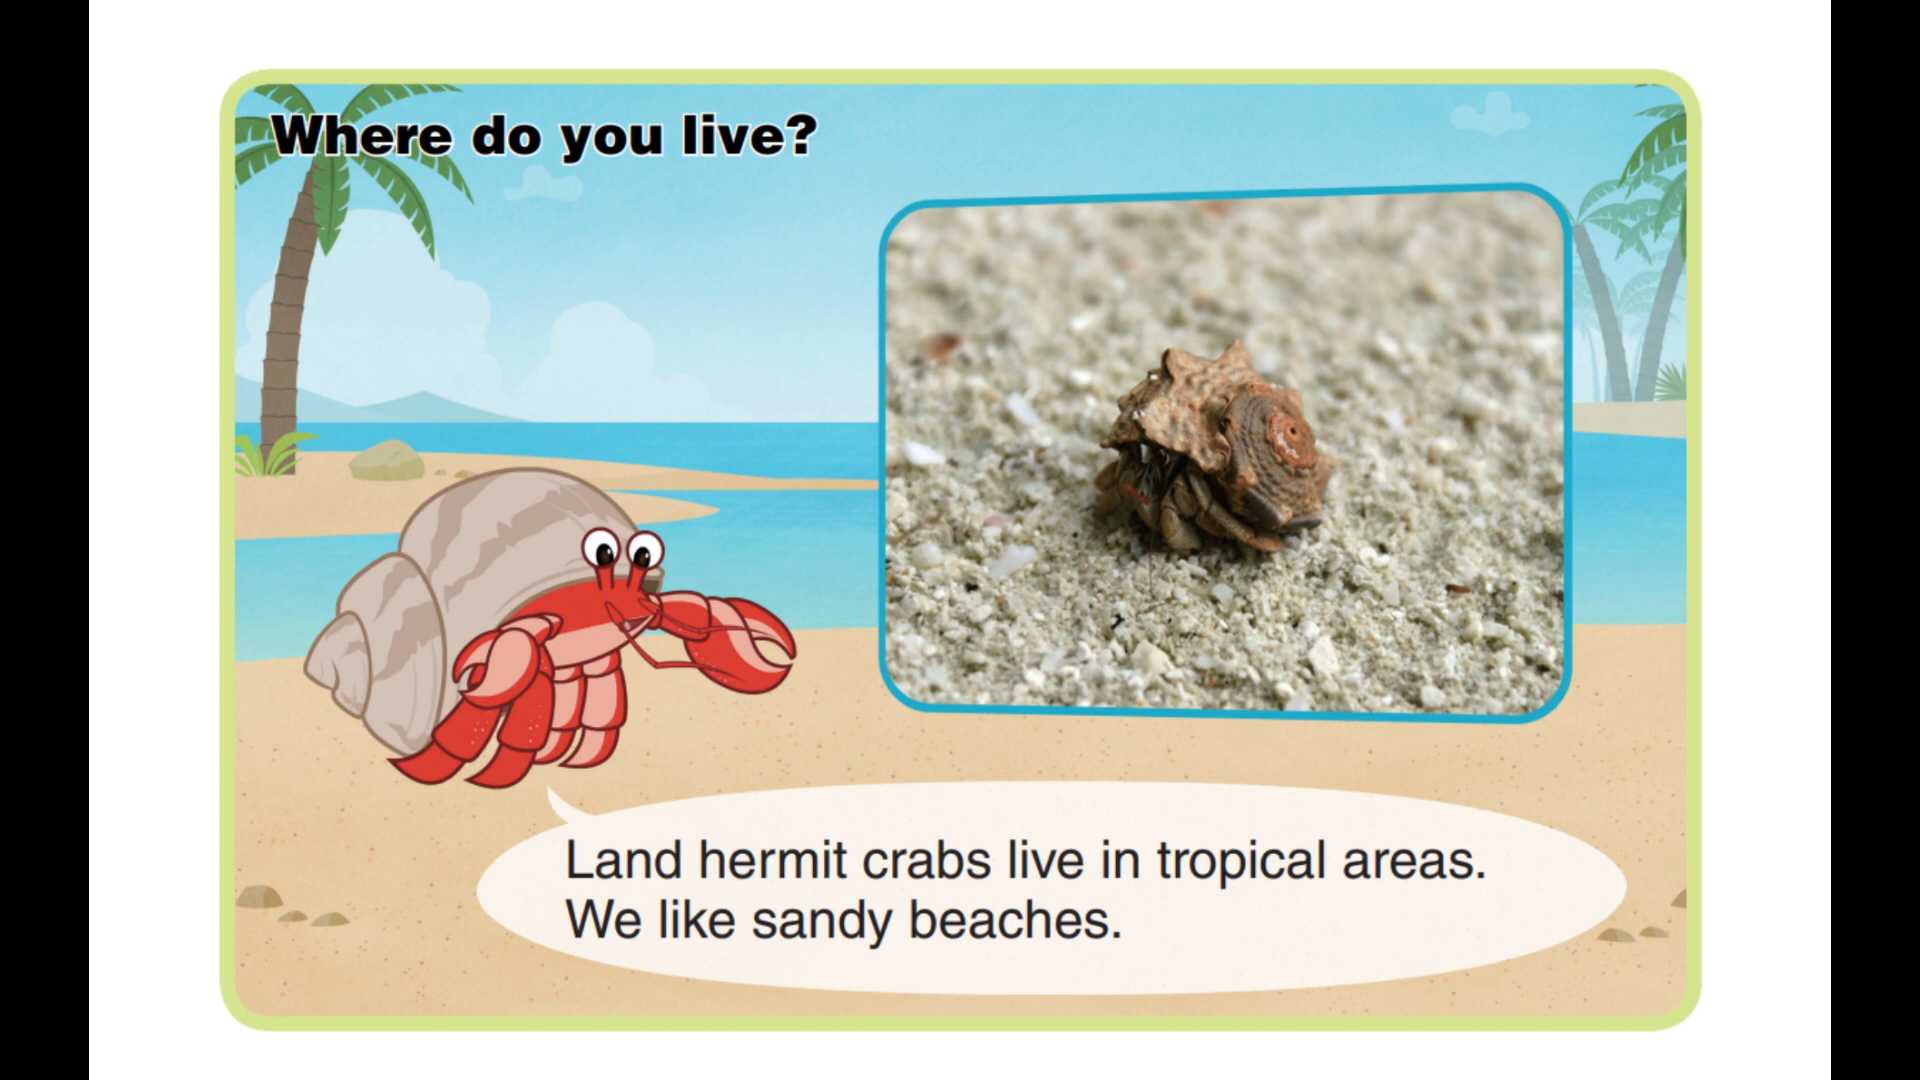 Where do you live?
Land hermit crabs live in tropical areas.
We like sandy beaches.